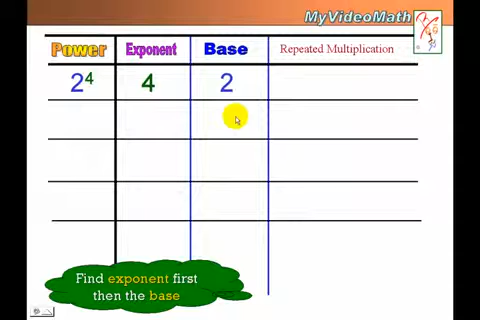 MyVideoMath
Power Exponent Base Repeated Multiplication
2⁴ 4 2
Find exponent first
then the base